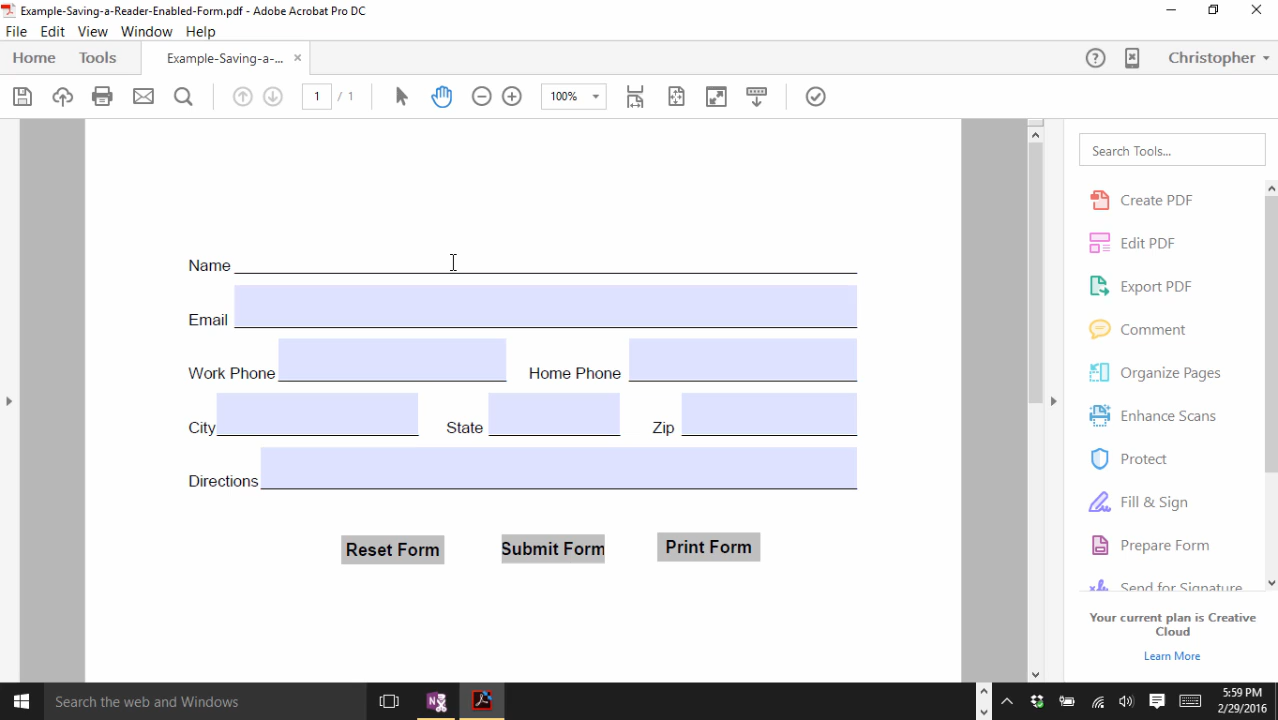 Example-Saving-a-Reader-Enabled-Form.pdf - Adobe Acrobat Pro DC
File Edit View Window Help
Home Tools Example-Saving-a-... Christopher
1 / 1 100%
Search Tools...
Create PDF
Edit PDF
Export PDF
Comment
Organize Pages
Enhance Scans
Protect
Fill & Sign
Prepare Form
Send for Signature
Your current plan is Creative
Cloud
Learn More
Name
Email
Work Phone Home Phone
City State Zip
Directions
Reset Form Submit Form Print Form
Search the web and Windows
5:59 PM
2/29/2016